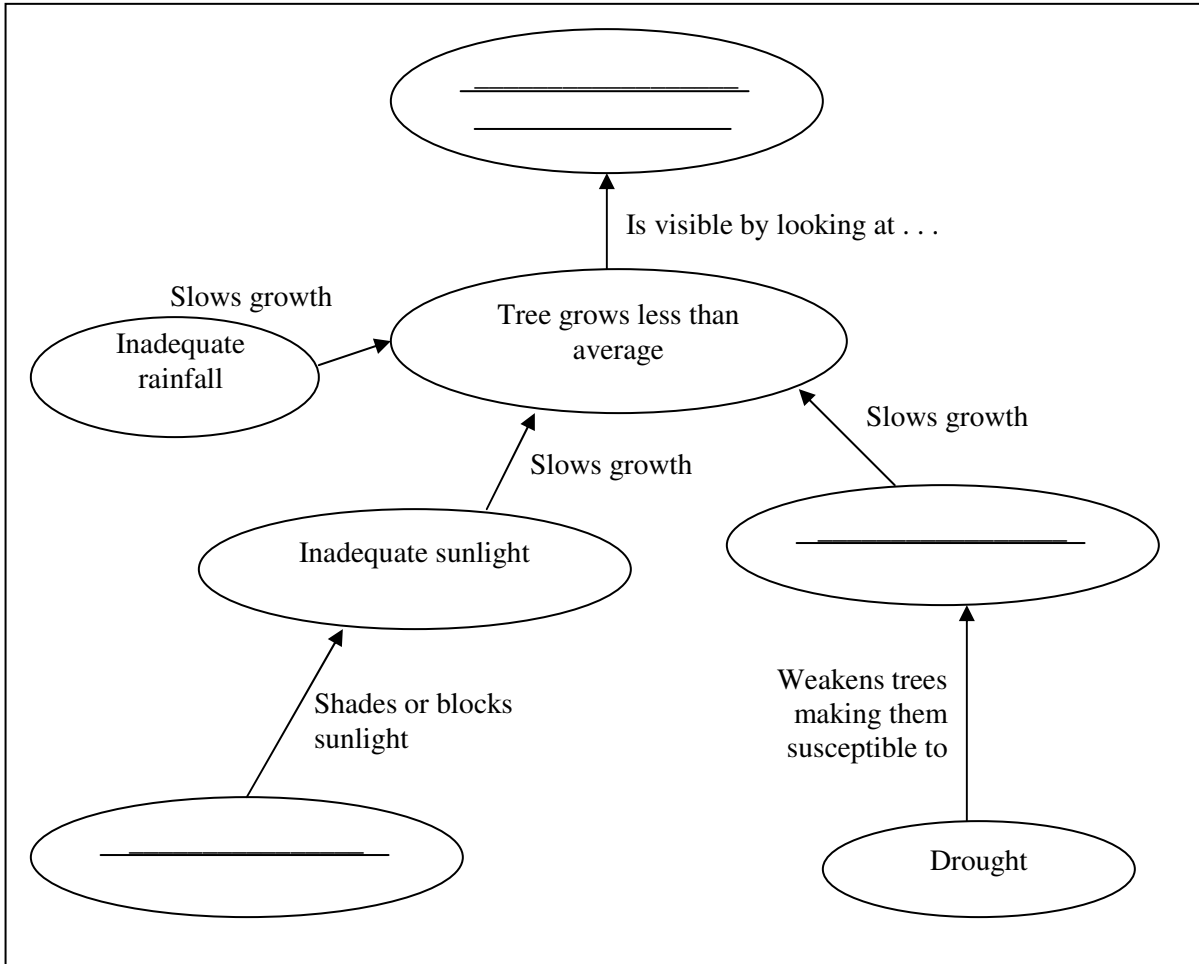 Is visible by looking at . . .
Slows growth
Tree grows less than
average
Inadequate
rainfall
Slows growth
Slows growth
Inadequate sunlight
Weakens trees
making them
susceptible to
Shades or blocks
sunlight
Drought